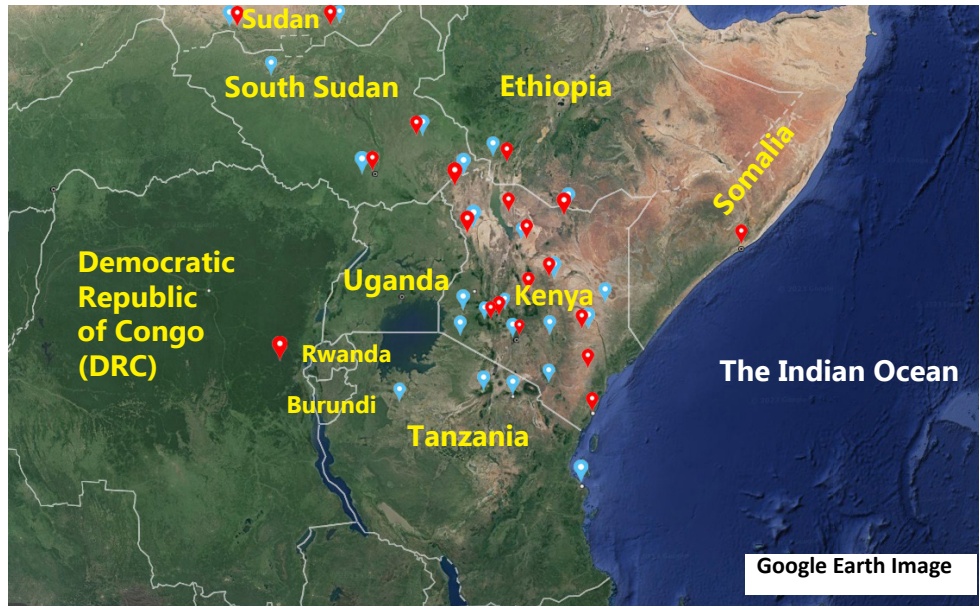 Sudan
South Sudan
Ethiopia
Somalia
Democratic
Republic
of Congo
(DRC)
Uganda
Kenya
Rwanda
Burundi
Tanzania
The Indian Ocean
Google Earth Image